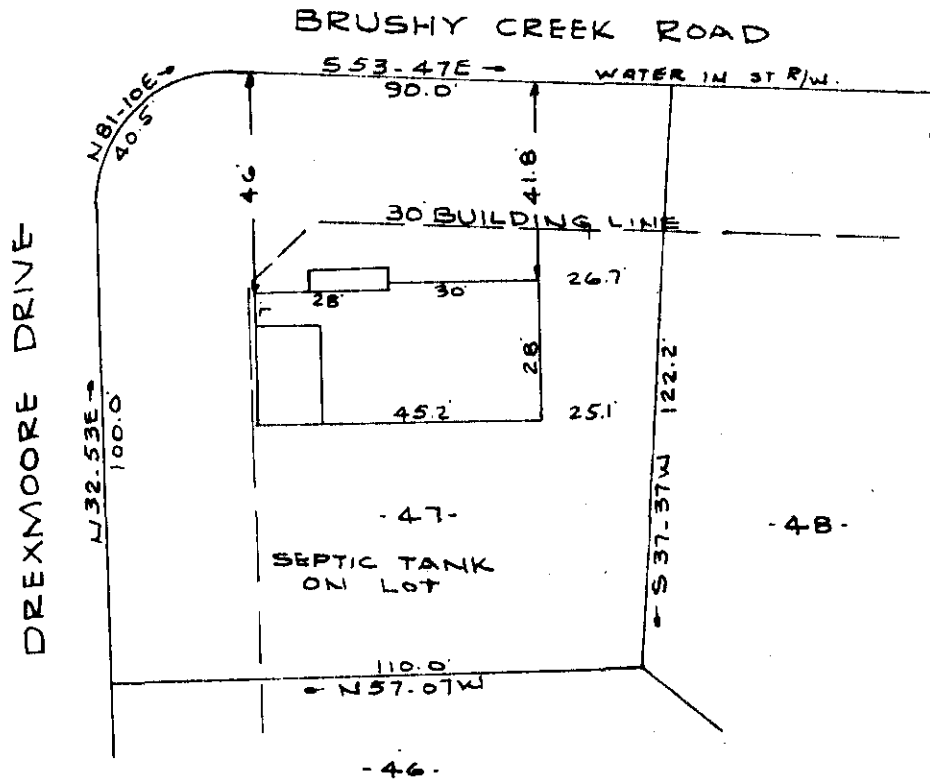 BRUSHY CREEK ROAD
S 53-47E
90.0'
WATER IN ST R/W.
N81-10E
40.5'
46'
41.8'
30' BUILDING LINE
26.7'
28'
30'
28'
45.2'
25.1'
DREXMOORE DRIVE
N32-53E
100.0'
122.2'
S 37-37W
-47-
-48-
SEPTIC TANK
ON LOT
110.0'
N57-07W
-46-